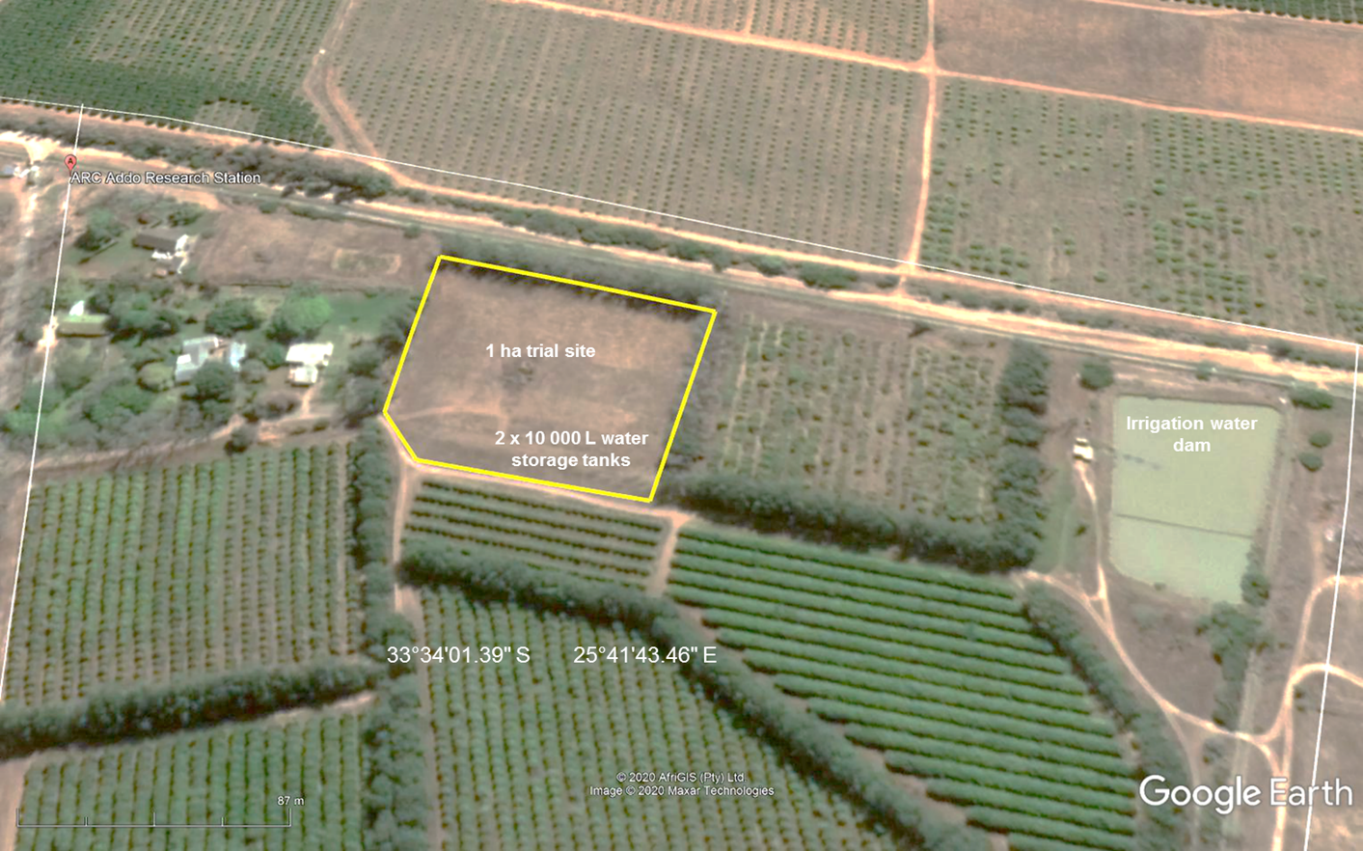 ARC Addo Research Station
1 ha trial site
2 x 10 000 L water
storage tanks
Irrigation water
dam
33°34'01.39" S 25°41'43.46" E
© 2020 AfriGIS (Pty) Ltd
Image © 2020 Maxar Technologies
87 m
Google Earth